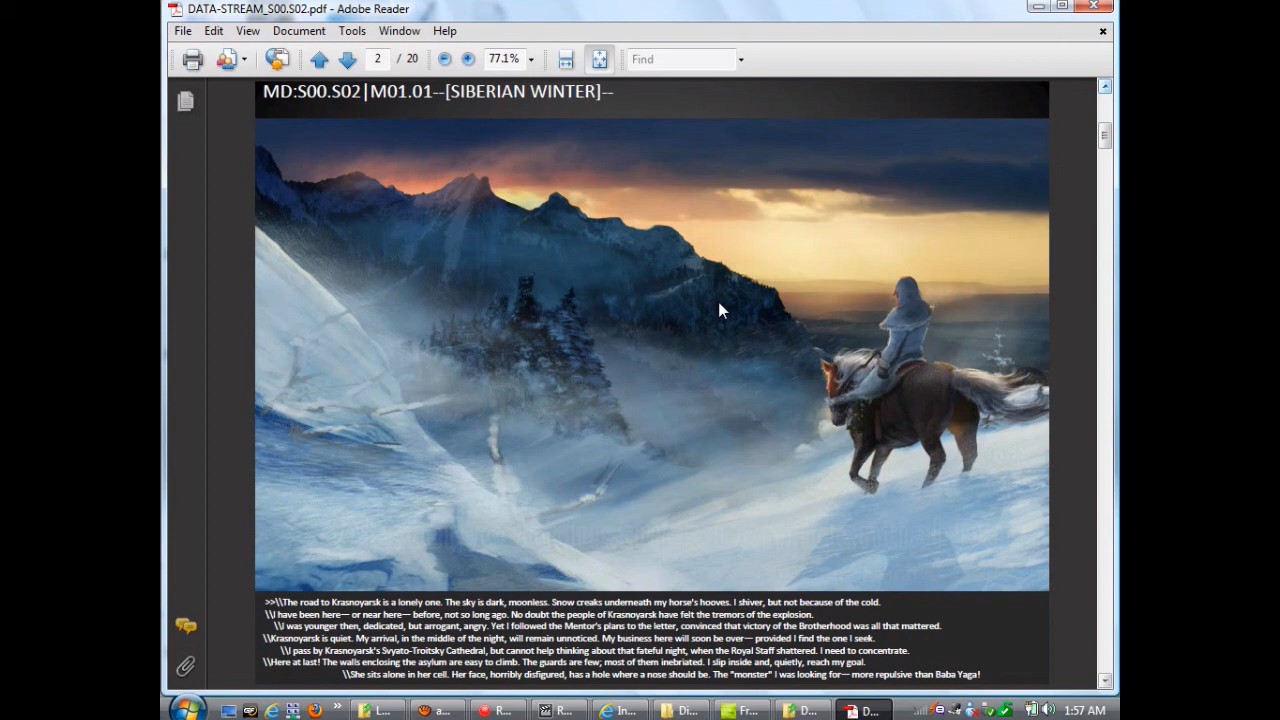 DATA-STREAM_S00.S02.pdf - Adobe Reader
File Edit View Document Tools Window Help
2 / 20 77.1% Find
MD:S00.S02|M01.01--[SIBERIAN WINTER]--
>>\\The road to Krasnoyarsk is a lonely one. The sky is dark, moonless. Snow creaks underneath my horse's hooves. I shiver, but not because of the cold.
\\I have been here— or near here— before, not so long ago. No doubt the people of Krasnoyarsk have felt the tremors of the explosion.
\\I was younger then, dedicated, but arrogant, angry. Yet I followed the Mentor's plans to the letter, convinced that victory of the Brotherhood was all that mattered.
\\Krasnoyarsk is quiet. My arrival, in the middle of the night, will remain unnoticed. My business here will soon be over— provided I find the one I seek.
\\I pass by Krasnoyarsk's Svyato-Troitsky Cathedral, but cannot help thinking about that fateful night, when the Royal Staff shattered. I need to concentrate.
\\Here at last! The walls enclosing the asylum are easy to climb. The guards are few; most of them inebriated. I slip inside and, quietly, reach my goal.
\\She sits alone in her cell. Her face, horribly disfigured, has a hole where a nose should be. The "monster" I was looking for— more repulsive than Baba Yaga!
L... a... R... R... In... Di... Fr... D... D... 1:57 AM